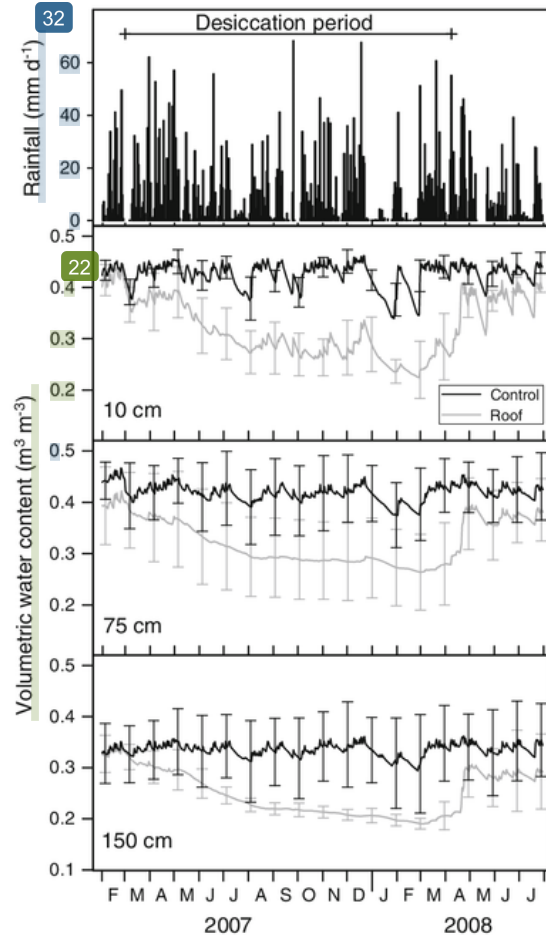 32
Desiccation period
Rainfall (mm d-1)
60
40
20
0
22
0.5
0.4
0.3
0.2
10 cm
Control
Roof
Volumetric water content (m³ m-³)
0.5
0.4
0.3
0.2
75 cm
0.5
0.4
0.3
0.2
0.1
150 cm
F M A M J J A S O N D J F M A M J J
2007 2008